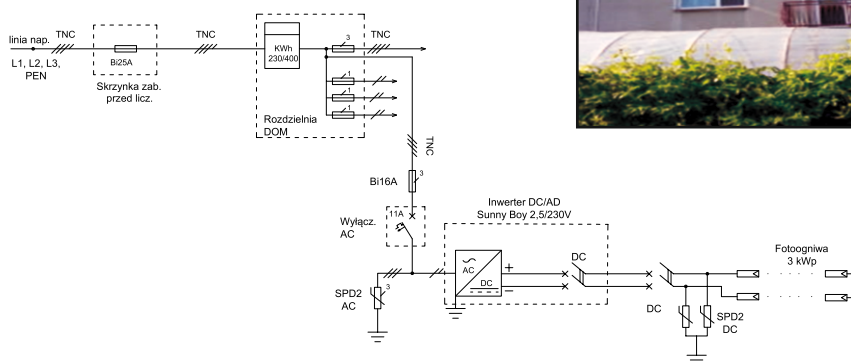 linia nap.
L1, L2, L3,
PEN
TNC
Bi25A
Skrzynka zab.
przed licz.
TNC
KWh
230/400
3
TNC
1
1
1
Rozdzielnia
DOM
TNC
Bi16A
3
11A
Wyłącz.
AC
SPD2
AC
3
Inwerter DC/AD
Sunny Boy 2,5/230V
AC
DC
+
–
DC
Fotoogniwa
3 kWp
DC
SPD2
DC